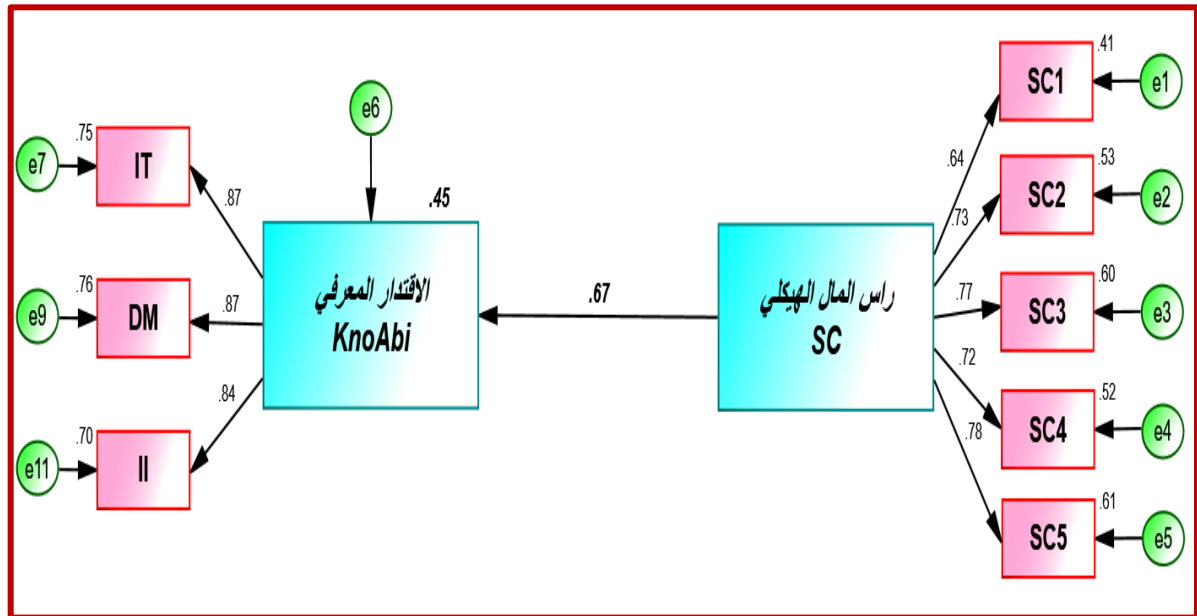 e7
.75
IT
.87
e9
.76
DM
.87
e11
.70
II
.84
e6
.45
الاقتدار المعرفي
KnoAbi
.67
راس المال الهيكلي
SC
.64
SC1
.41
e1
.73
SC2
.53
e2
.77
SC3
.60
e3
.72
SC4
.52
e4
.78
SC5
.61
e5